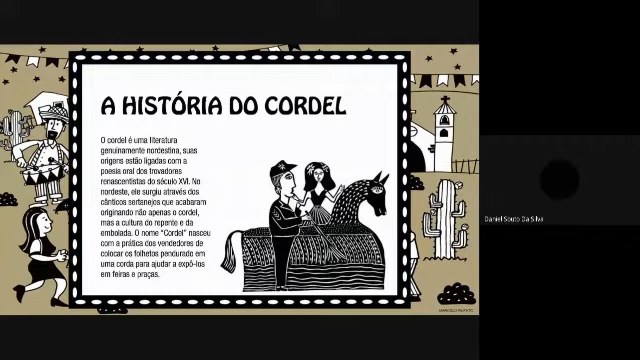 A HISTÓRIA DO CORDEL
O cordel é uma literatura
genuinamente nordestina, suas
origens estão ligadas com a
poesia oral dos trovadores
renascentistas do século XVI. No
nordeste, ele surgiu através dos
cânticos sertanejos que acabaram
originando não apenas o cordel,
mas a cultura do repente e da
embolada. O nome "Cordel" nasceu
com a prática dos vendedores de
colocar os folhetos pendurado em
uma corda para ajudar a expô-los
em feiras e praças.
Daniel Souto Da Silva